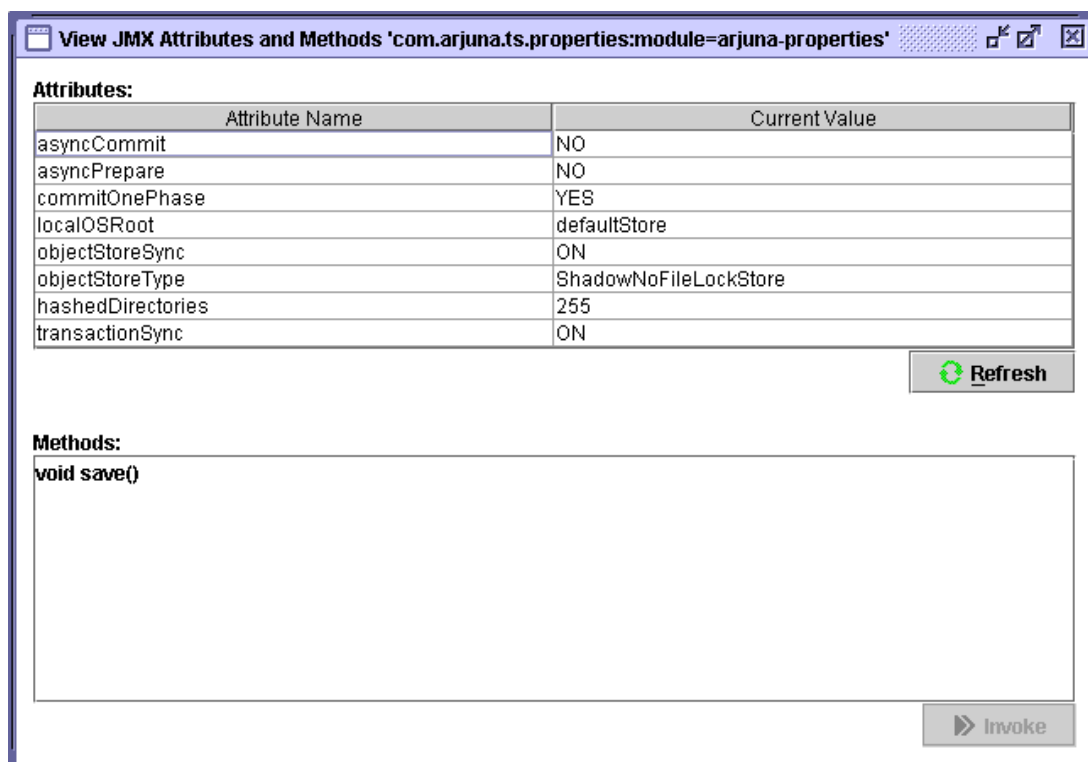 View JMX Attributes and Methods 'com.arjuna.ts.properties:module=arjuna-properties'
Attributes:
Attribute Name Current Value
asyncCommit NO
asyncPrepare NO
commitOnePhase YES
localOSRoot defaultStore
objectStoreSync ON
objectStoreType ShadowNoFileLockStore
hashedDirectories 255
transactionSync ON
Refresh
Methods:
void save()
Invoke